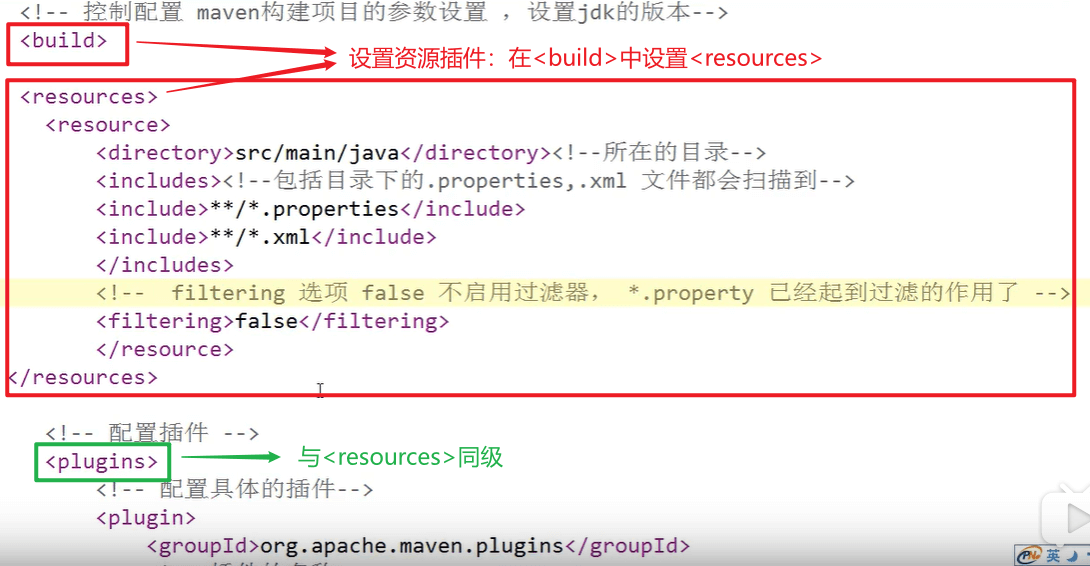 <!-- 控制配置 maven构建项目的参数设置 ，设置jdk的版本-->
<build>
设置资源插件：在<build>中设置<resources>
<resources>
<resource>
<directory>src/main/java</directory><!--所在的目录-->
<includes><!--包括目录下的.properties,.xml 文件都会扫描到-->
<include>**/*.properties</include>
<include>**/*.xml</include>
</includes>
<!-- filtering 选项 false 不启用过滤器， *.property 已经起到过滤的作用了 -->
<filtering>false</filtering>
</resource>
</resources>
<!-- 配置插件 -->
<plugins>
与<resources>同级
<!-- 配置具体的插件-->
<plugin>
<groupId>org.apache.maven.plugins</groupId>
英